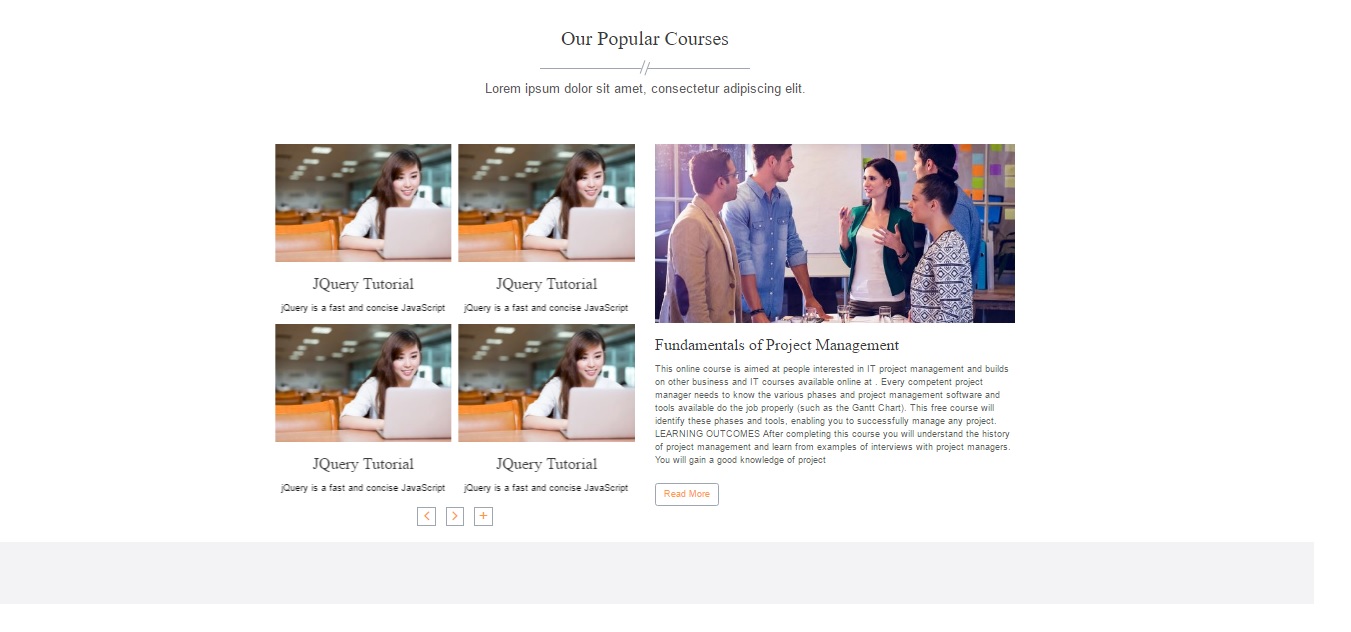 Our Popular Courses
Lorem ipsum dolor sit amet, consectetur adipiscing elit.
JQuery Tutorial
jQuery is a fast and concise JavaScript
JQuery Tutorial
jQuery is a fast and concise JavaScript
JQuery Tutorial
jQuery is a fast and concise JavaScript
JQuery Tutorial
jQuery is a fast and concise JavaScript
Fundamentals of Project Management
This online course is aimed at people interested in IT project management and builds
on other business and IT courses available online at . Every competent project
manager needs to know the various phases and project management software and
tools available do the job properly (such as the Gantt Chart). This free course will
identify these phases and tools, enabling you to successfully manage any project.
LEARNING OUTCOMES After completing this course you will understand the history
of project management and learn from examples of interviews with project managers.
You will gain a good knowledge of project
Read More